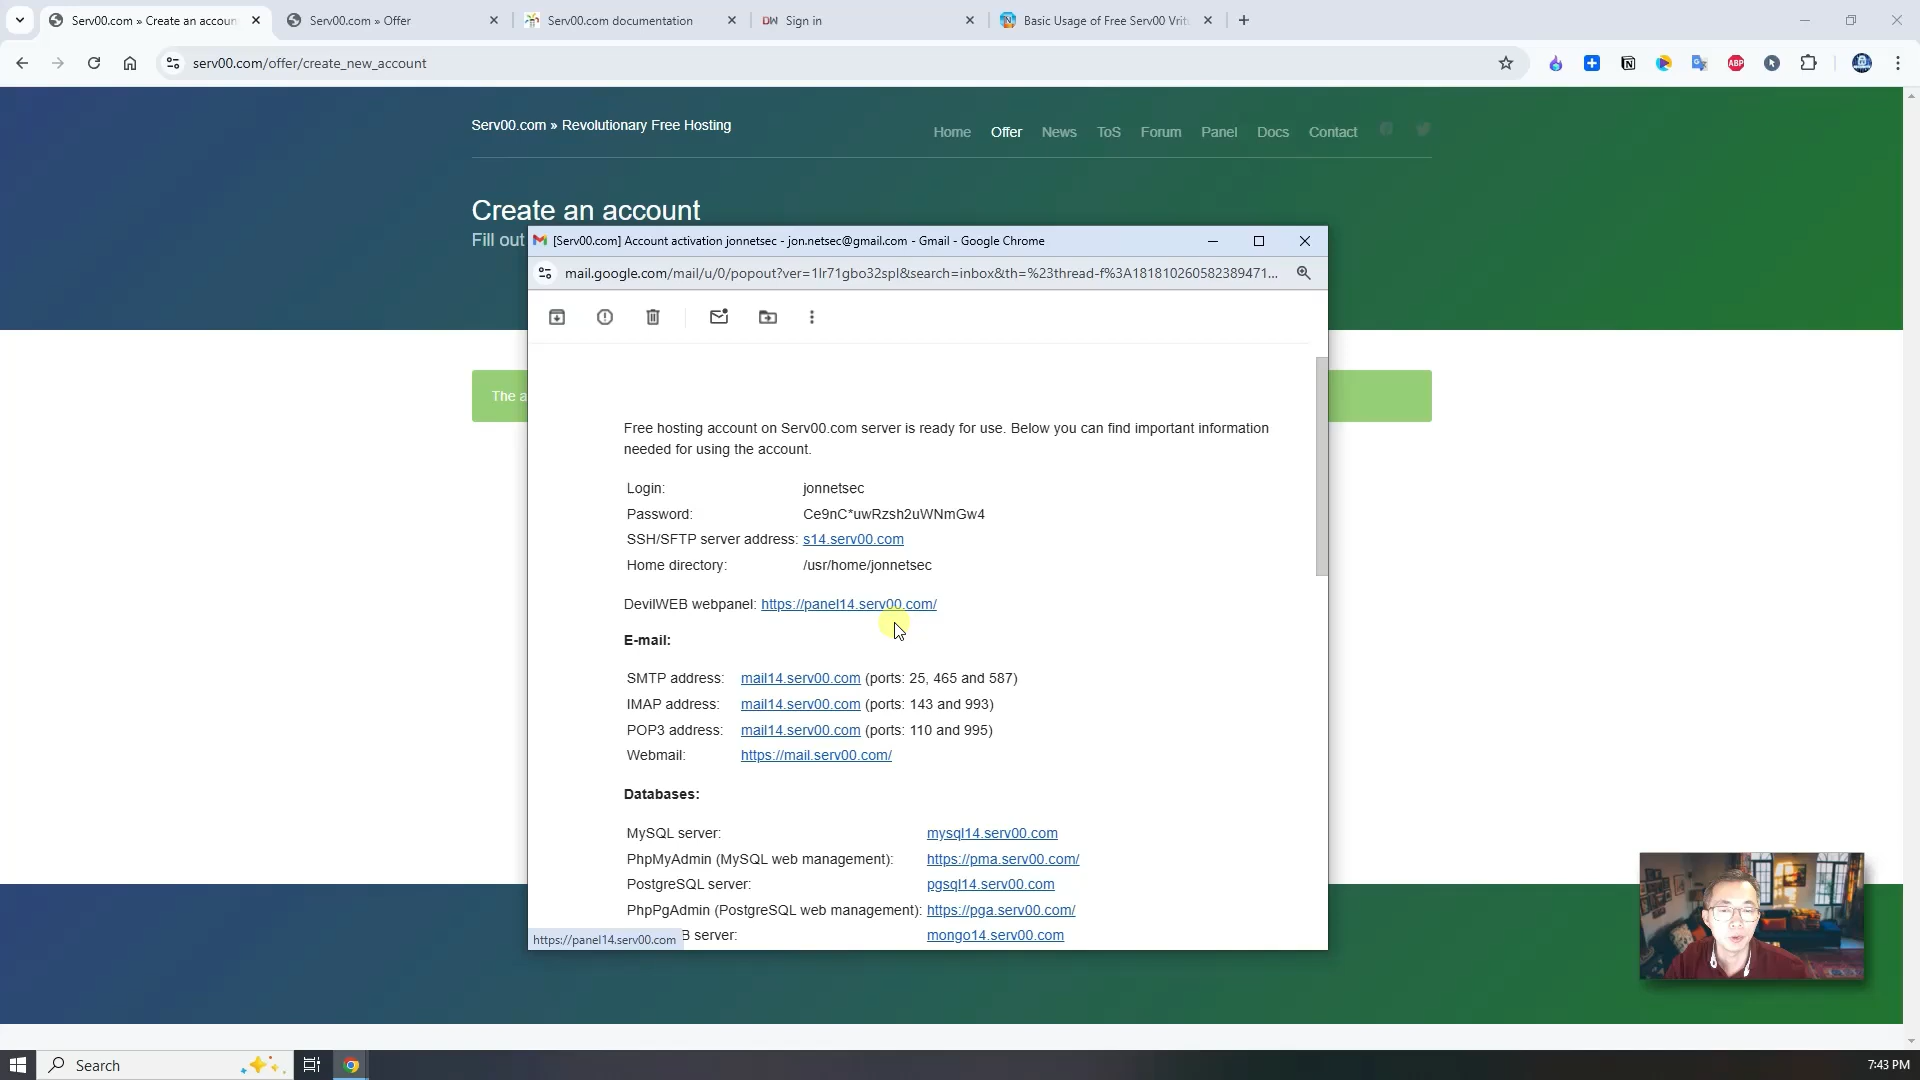 Serv00.com » Create an accoun
Serv00.com » Offer
Serv00.com documentation
DW Sign in
Basic Usage of Free Serv00 Vrit
serv00.com/offer/create_new_account
ABP
Serv00.com » Revolutionary Free Hosting
Home Offer News ToS Forum Panel Docs Contact
Create an account
Fill out
[Serv00.com] Account activation jonnetsec - jon.netsec@gmail.com - Gmail - Google Chrome
mail.google.com/mail/u/0/popout?ver=1lr71gbo32spl&search=inbox&th=%23thread-f%3A181810260582389471...
The a
Free hosting account on Serv00.com server is ready for use. Below you can find important information
needed for using the account.
Login: jonnetsec
Password: Ce9nC*uwRzsh2uWNmGw4
SSH/SFTP server address: s14.serv00.com
Home directory: /usr/home/jonnetsec
DevilWEB webpanel: https://panel14.serv00.com/
E-mail:
SMTP address: mail14.serv00.com (ports: 25, 465 and 587)
IMAP address: mail14.serv00.com (ports: 143 and 993)
POP3 address: mail14.serv00.com (ports: 110 and 995)
Webmail: https://mail.serv00.com/
Databases:
MySQL server: mysql14.serv00.com
PhpMyAdmin (MySQL web management): https://pma.serv00.com/
PostgreSQL server: pgsql14.serv00.com
PhpPgAdmin (PostgreSQL web management): https://pga.serv00.com/
B server: mongo14.serv00.com
https://panel14.serv00.com
Search
7:43 PM